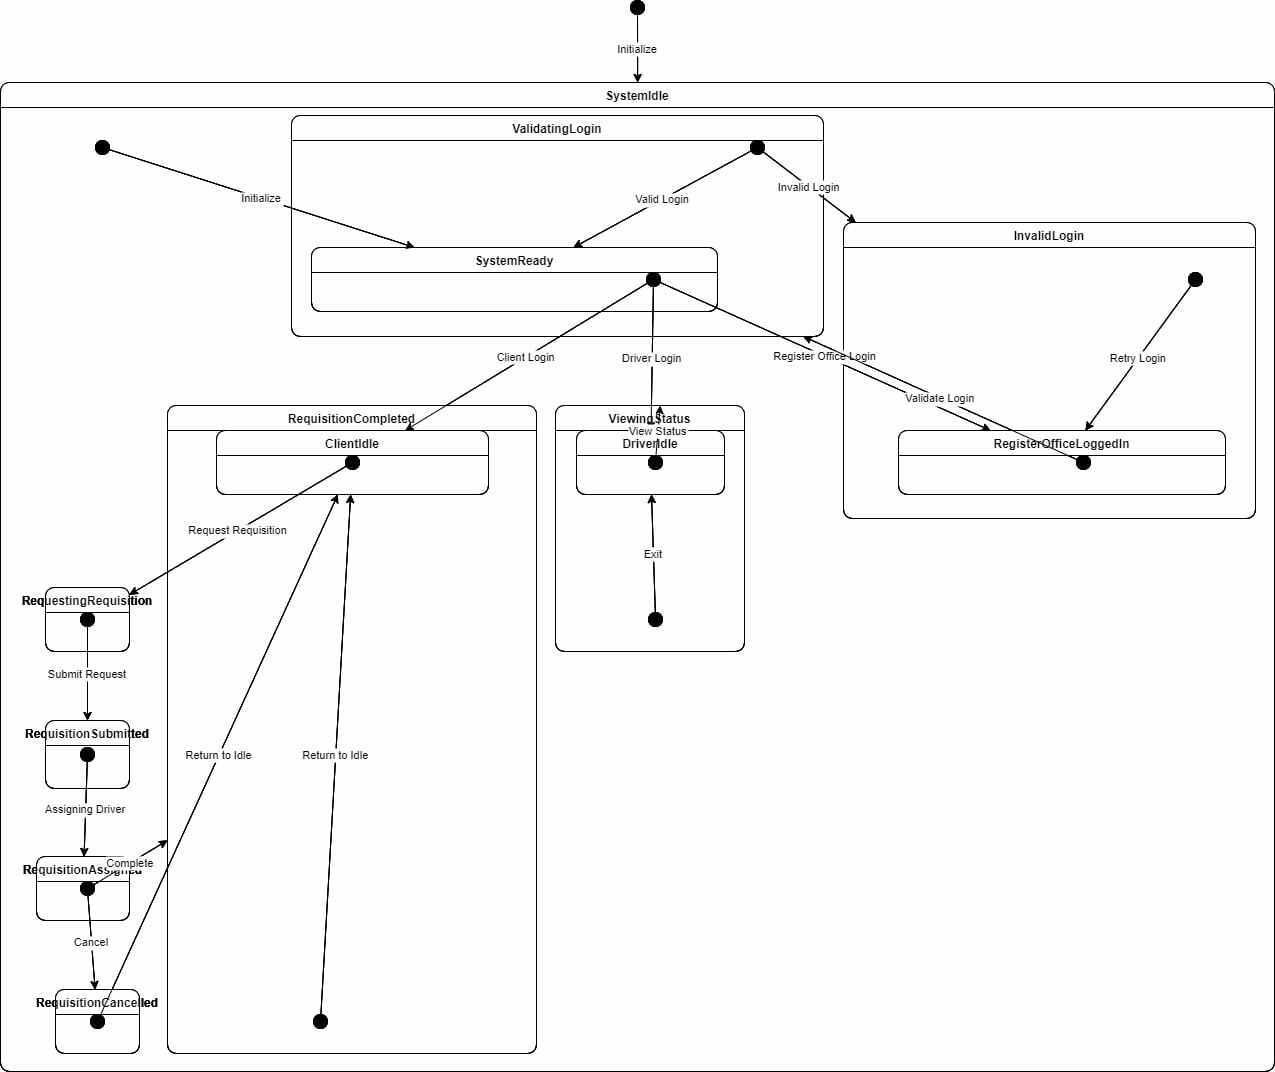 Initialize
SystemIdle
ValidatingLogin
Invalid Login
Valid Login
Initialize
InvalidLogin
SystemReady
Client Login
Driver Login
Register Office Login
Retry Login
Validate Login
RequisitionCompleted
ViewingStatus
View Status
ClientIdle
DriverIdle
RegisterOfficeLoggedIn
Request Requisition
Exit
RequestingRequisition
Submit Request
RequisitionSubmitted
Return to Idle
Return to Idle
Assigning Driver
Complete
RequisitionAssigned
Cancel
RequisitionCancelled